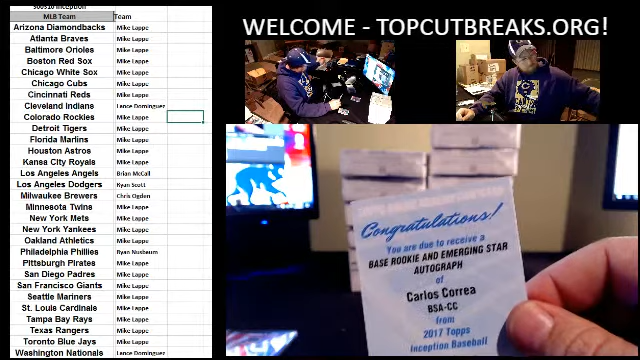 300510 Inception
MLB Team Team
Arizona Diamondbacks Mike Lappe
Atlanta Braves Mike Lappe
Baltimore Orioles Mike Lappe
Boston Red Sox Mike Lappe
Chicago White Sox Mike Lappe
Chicago Cubs Mike Lappe
Cincinnati Reds Mike Lappe
Cleveland Indians Lance Dominguez
Colorado Rockies Mike Lappe
Detroit Tigers Mike Lappe
Florida Marlins Mike Lappe
Houston Astros Mike Lappe
Kansa City Royals Mike Lappe
Los Angeles Angels Brian McCall
Los Angeles Dodgers Ryan Scott
Milwaukee Brewers Chris Ogden
Minnesota Twins Mike Lappe
New York Mets Mike Lappe
New York Yankees Mike Lappe
Oakland Athletics Mike Lappe
Philadelphia Phillies Ryan Nusbeum
Pittsburgh Pirates Mike Lappe
San Diego Padres Mike Lappe
San Francisco Giants Mike Lappe
Seattle Mariners Mike Lappe
St. Louis Cardinals Mike Lappe
Tampa Bay Rays Mike Lappe
Texas Rangers Mike Lappe
Toronto Blue Jays Mike Lappe
Washington Nationals Lance Dominguez
WELCOME - TOPCUTBREAKS.ORG!
Congratulations!
You are due to receive a
BASE ROOKIE AND EMERGING STAR
AUTOGRAPH
of
Carlos Correa
BSA-CC
from
2017 Topps
Inception Baseball